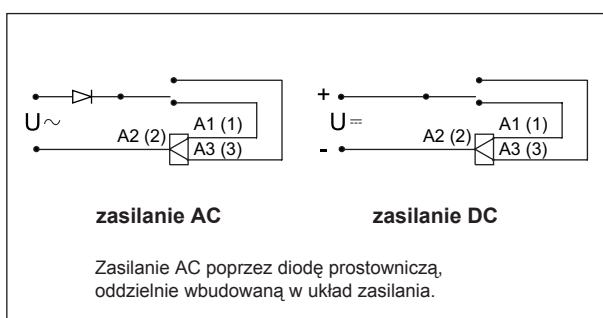 U~
A2 (2)
A1 (1)
A3 (3)
zasilanie AC
+
U=
-
A2 (2)
A1 (1)
A3 (3)
zasilanie DC
Zasilanie AC poprzez diodę prostowniczą,
oddzielnie wbudowaną w układ zasilania.